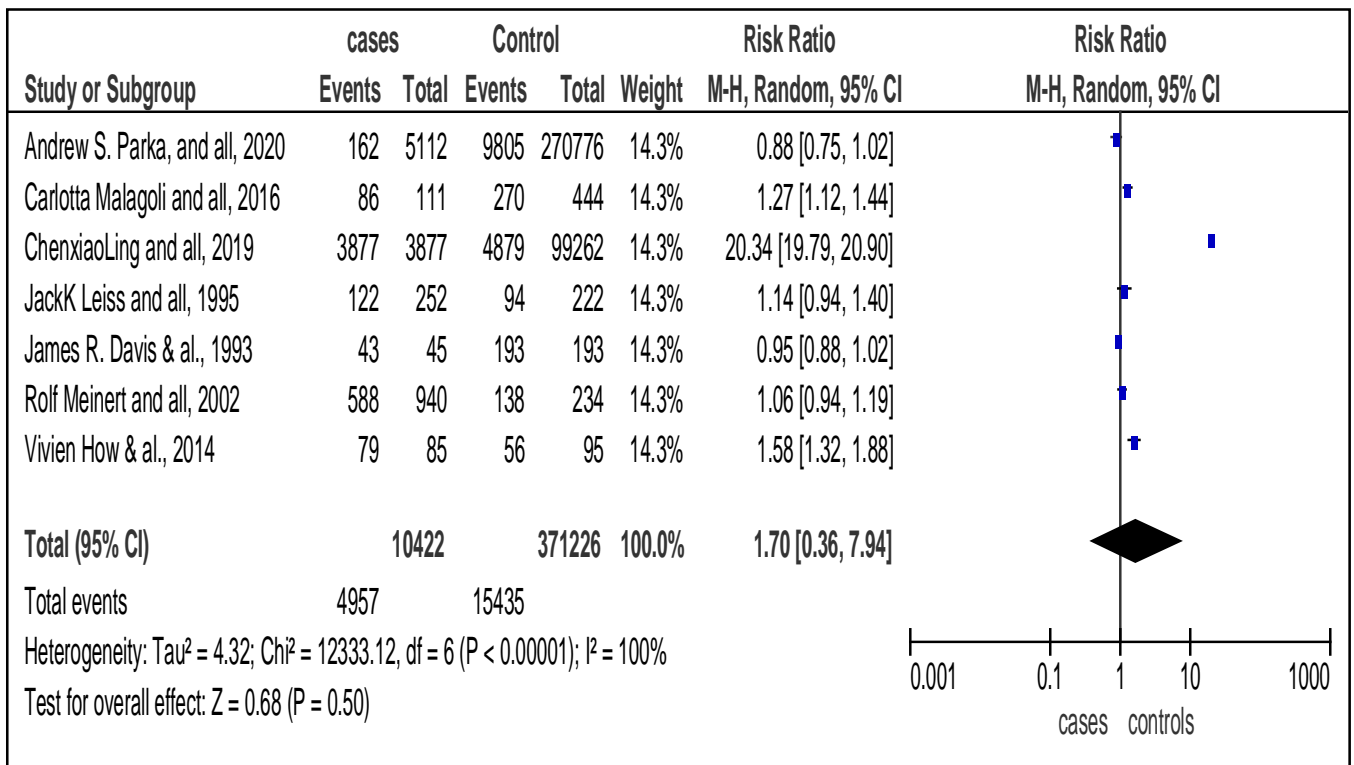 cases Control Risk Ratio Risk Ratio
Study or Subgroup Events Total Events Total Weight M-H, Random, 95% CI M-H, Random, 95% CI
Andrew S. Parka, and all, 2020 162 5112 9805 270776 14.3% 0.88 [0.75, 1.02]
Carlotta Malagoli and all, 2016 86 111 270 444 14.3% 1.27 [1.12, 1.44]
ChenxiaoLing and all, 2019 3877 3877 4879 99262 14.3% 20.34 [19.79, 20.90]
JackK Leiss and all, 1995 122 252 94 222 14.3% 1.14 [0.94, 1.40]
James R. Davis & al., 1993 43 45 193 193 14.3% 0.95 [0.88, 1.02]
Rolf Meinert and all, 2002 588 940 138 234 14.3% 1.06 [0.94, 1.19]
Vivien How & al., 2014 79 85 56 95 14.3% 1.58 [1.32, 1.88]
Total (95% CI) 10422 371226 100.0% 1.70 [0.36, 7.94]
Total events 4957 15435
Heterogeneity: Tau² = 4.32; Chi² = 12333.12, df = 6 (P < 0.00001); I² = 100%
Test for overall effect: Z = 0.68 (P = 0.50)
0.001 0.1 1 10 1000
cases controls